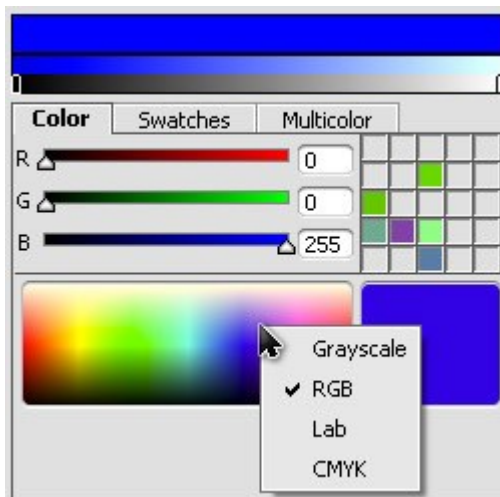 Color Swatches Multicolor
R 0
G 0
B 255
Grayscale
RGB
Lab
CMYK